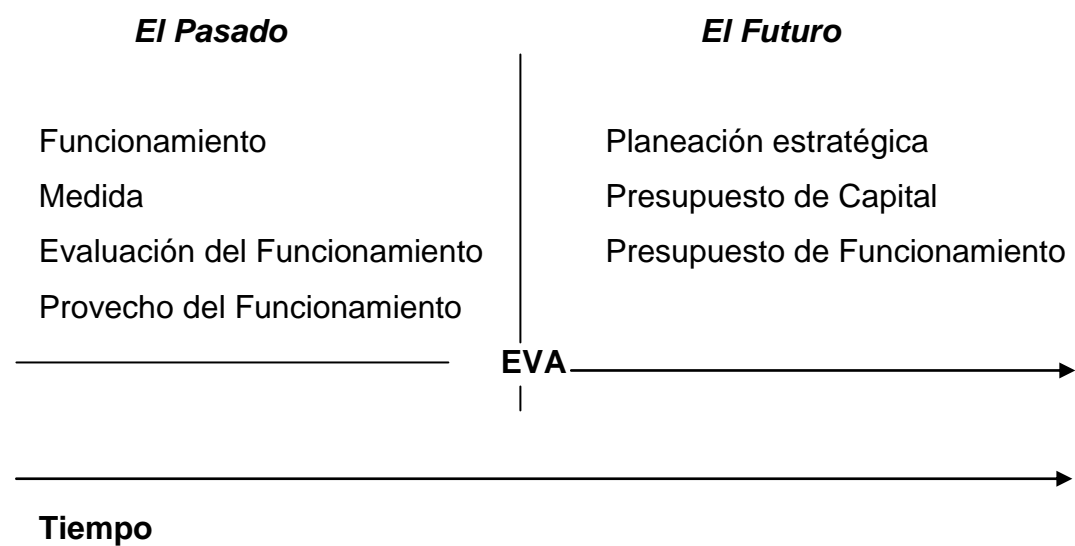 El Pasado
El Futuro
Funcionamiento
Medida
Evaluación del Funcionamiento
Provecho del Funcionamiento
Planeación estratégica
Presupuesto de Capital
Presupuesto de Funcionamiento
EVA
Tiempo